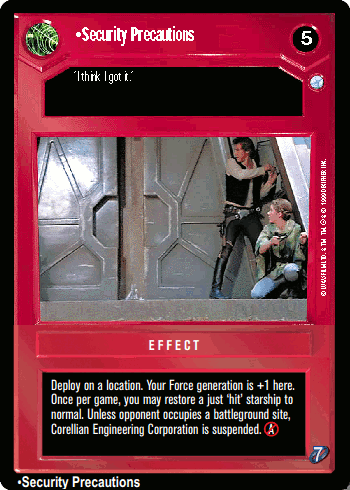 •Security Precautions
5
'I think I got it.'
EFFECT
Deploy on a location. Your Force generation is +1 here.
Once per game, you may restore a just 'hit' starship to
normal. Unless opponent occupies a battleground site,
Corellian Engineering Corporation is suspended. A
7
•Security Precautions